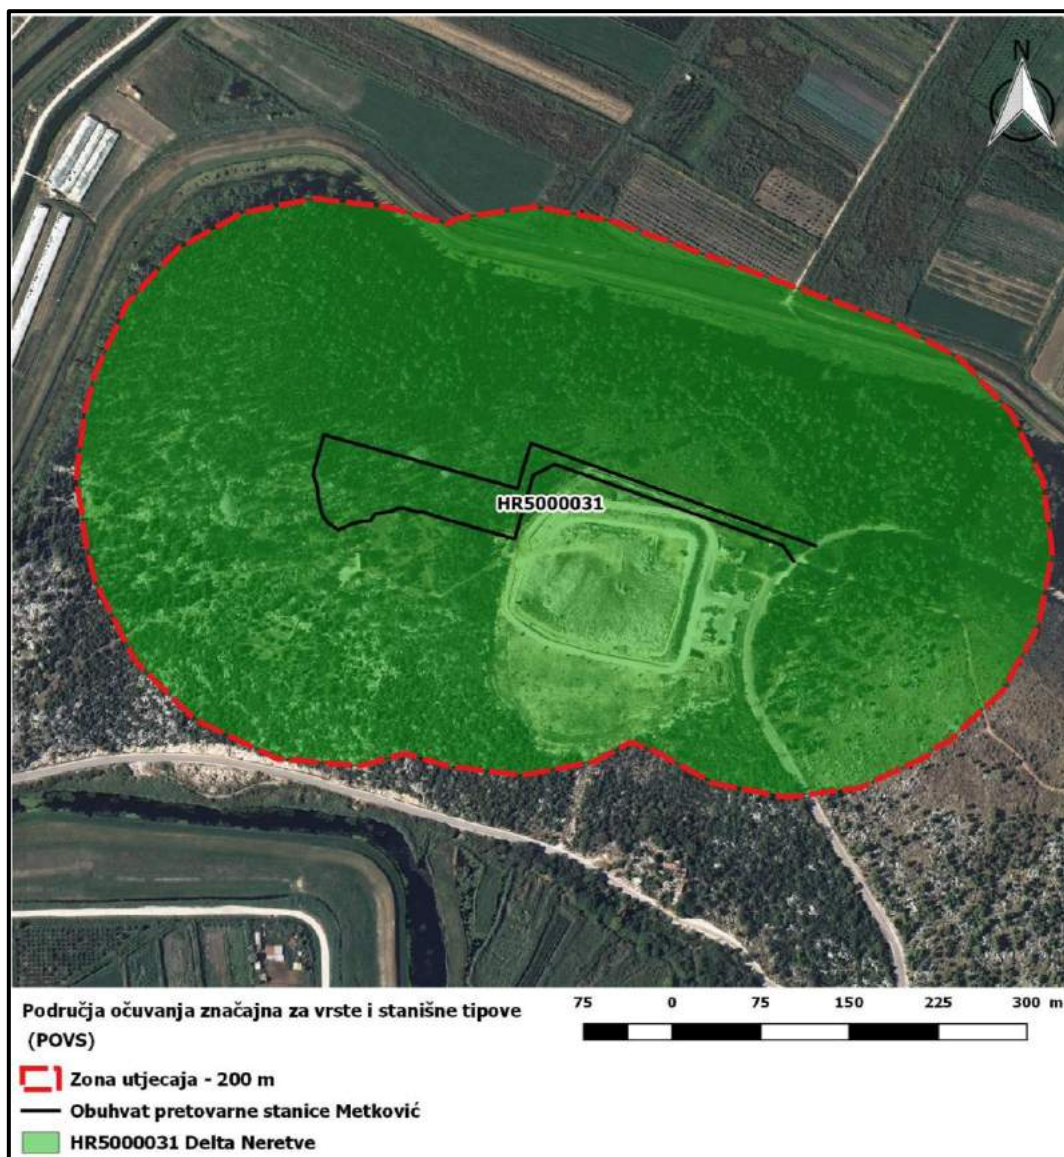 N
HR5000031
Područja očuvanja značajna za vrste i stanišne tipove
(POVS)
75 0 75 150 225 300 m
Zona utjecaja - 200 m
Obuhvat pretovarne stanice Metković
HR5000031 Delta Neretve